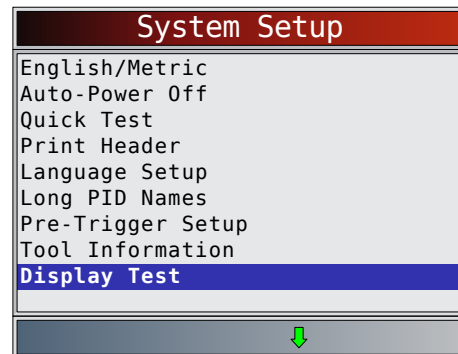 System Setup
English/Metric
Auto-Power Off
Quick Test
Print Header
Language Setup
Long PID Names
Pre-Trigger Setup
Tool Information
Display Test